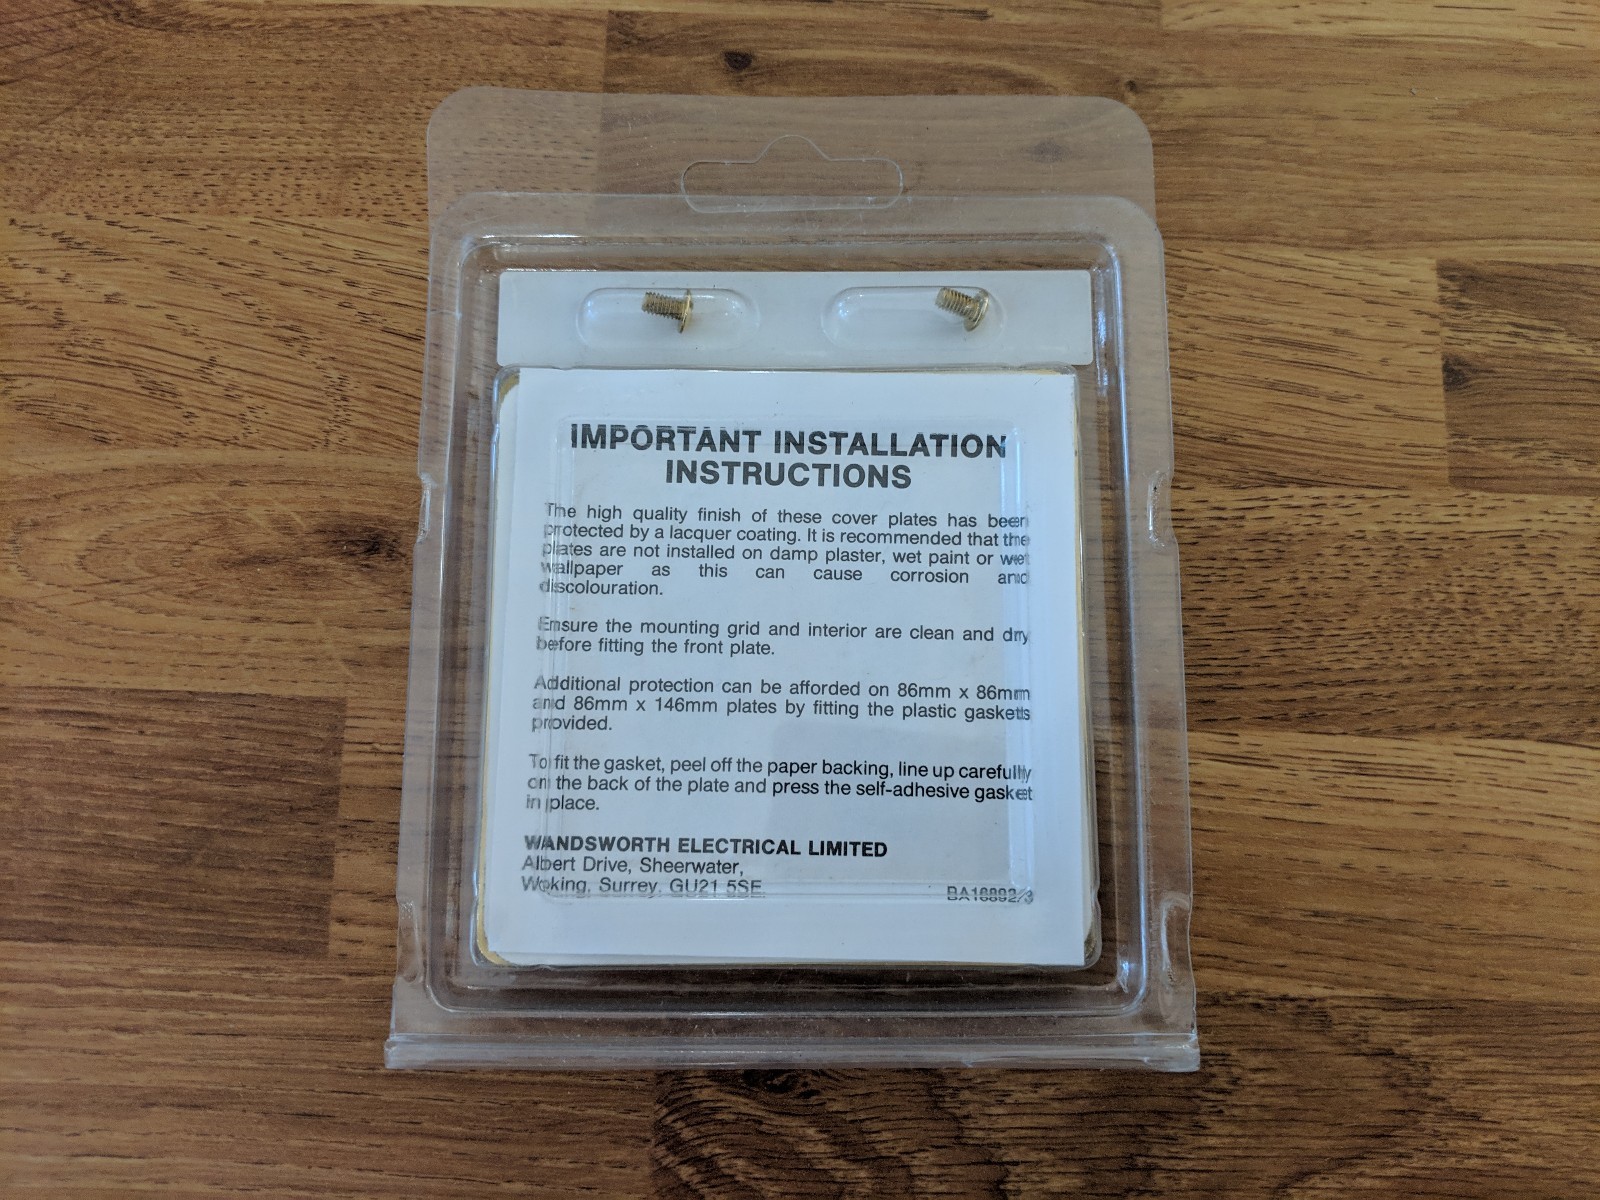 IMPORTANT INSTALLATION
INSTRUCTIONS
The high quality finish of these cover plates has been
protected by a lacquer coating. It is recommended that the
plates are not installed on damp plaster, wet paint or wet
wallpaper as this can cause corrosion and
discolouration.
Ensure the mounting grid and interior are clean and dry
before fitting the front plate.
Additional protection can be afforded on 86mm x 86mm
and 86mm x 146mm plates by fitting the plastic gaskets
provided.
To fit the gasket, peel off the paper backing, line up carefully
on the back of the plate and press the self-adhesive gasket
in place.
WANDSWORTH ELECTRICAL LIMITED
Albert Drive, Sheerwater,
Woking, Surrey. GU21 5SE
BA16892/3